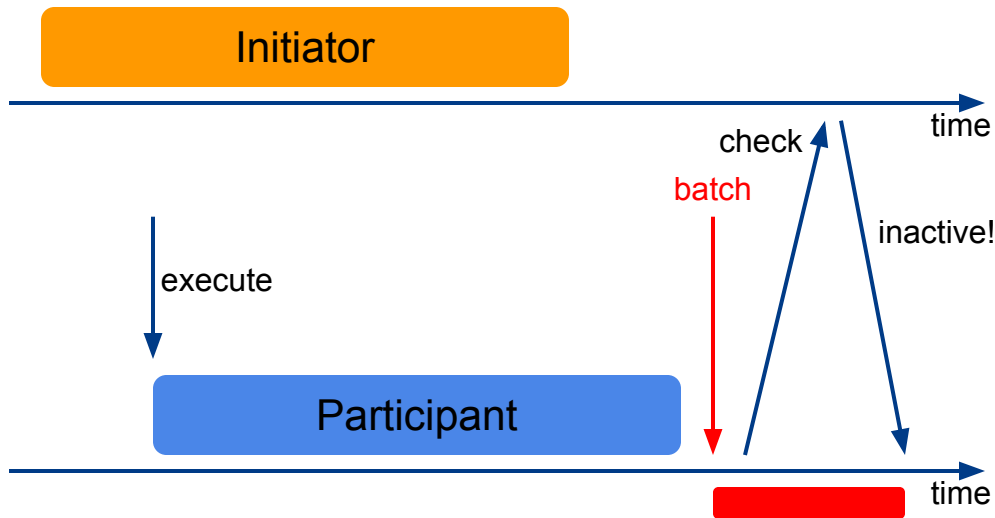 Initiator
time
check
batch
inactive!
execute
Participant
time